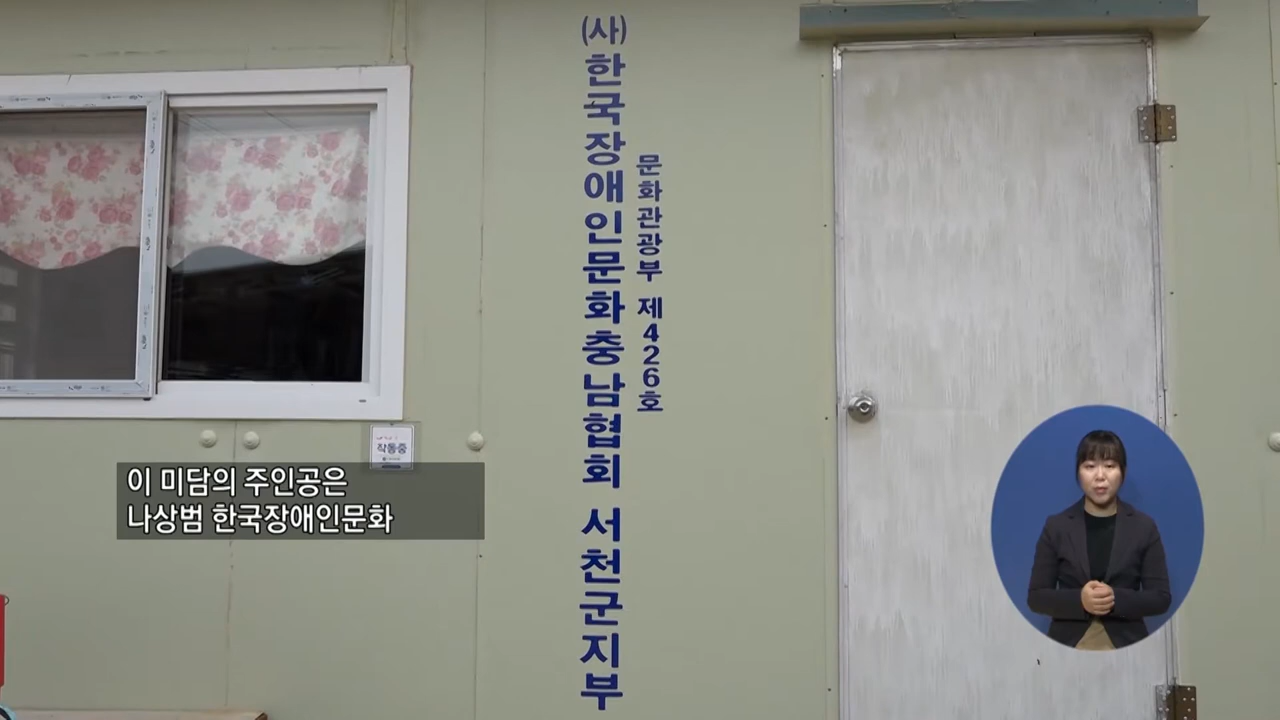 (사)한국장애인문화충남협회 서천군지부
문화관광부 제426호
작동중
이 미담의 주인공은
나상범 한국장애인문화